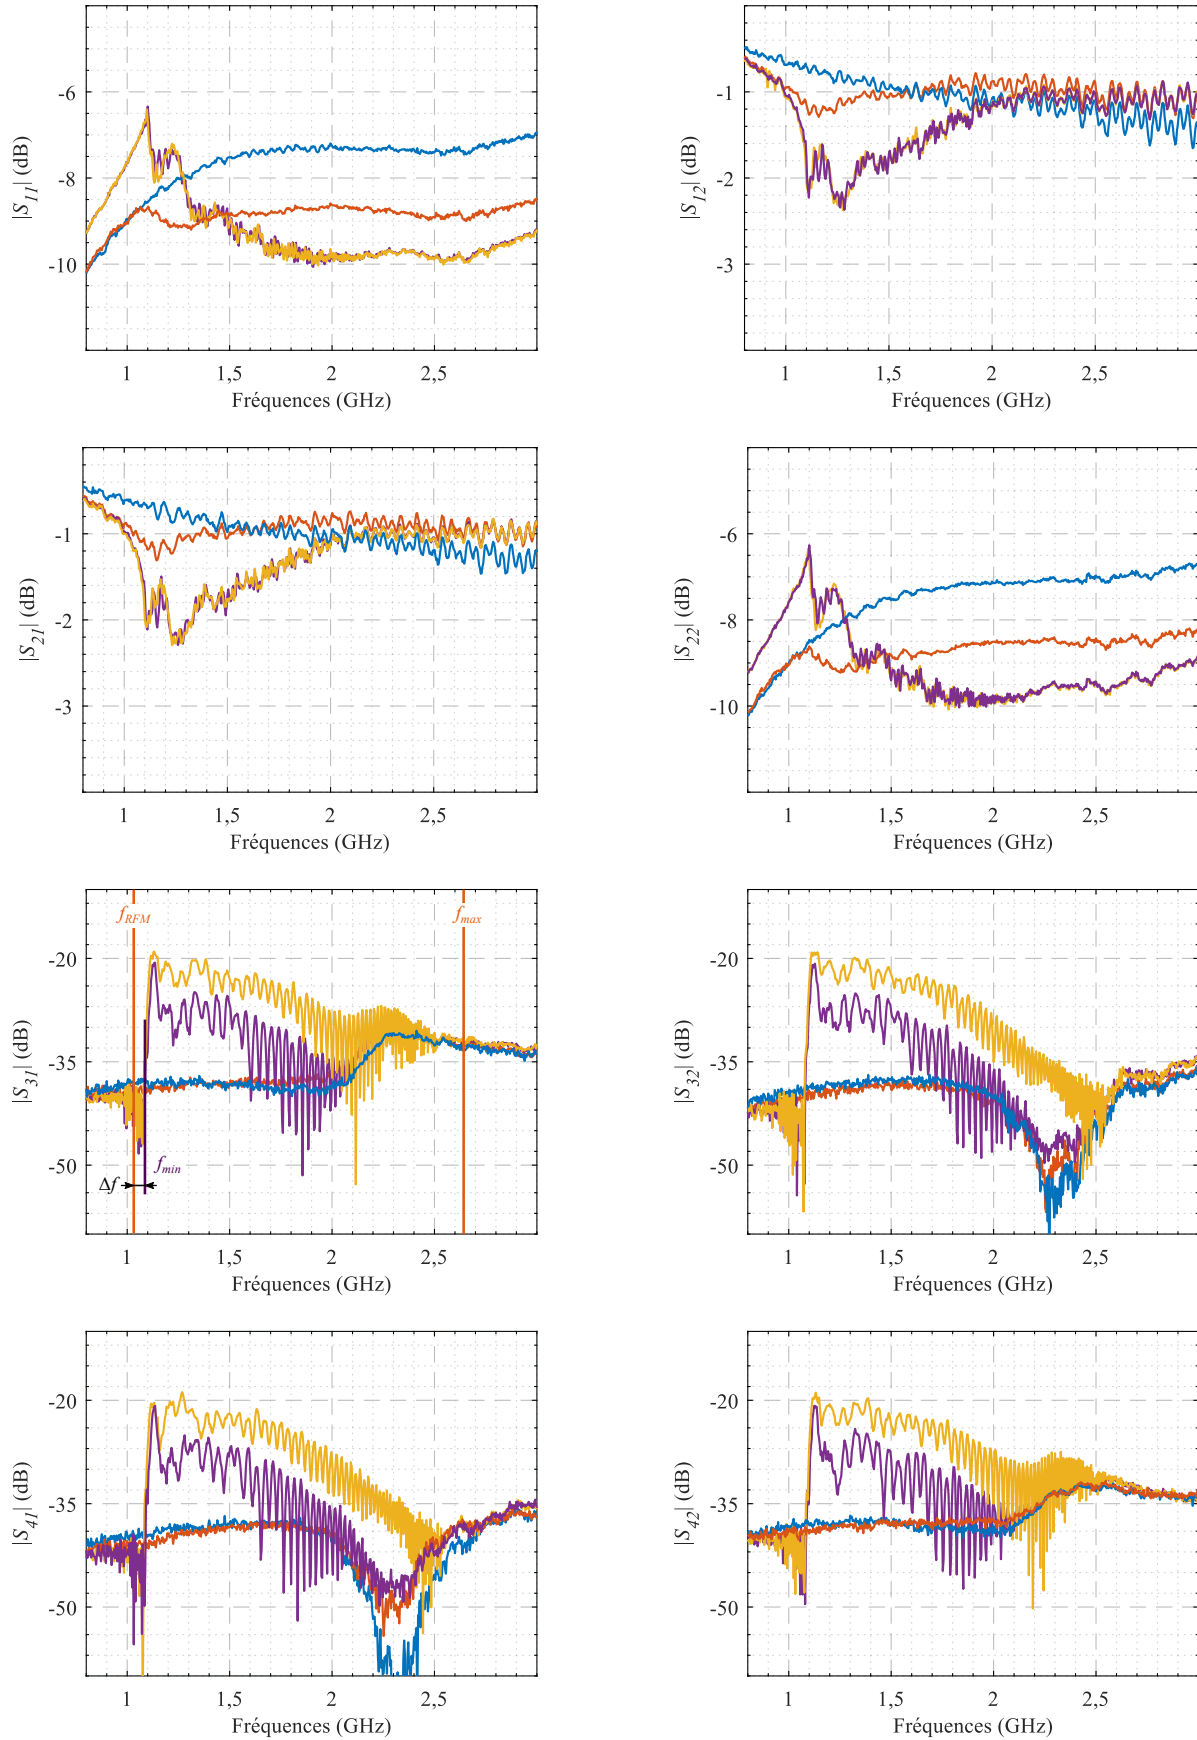 |S11| (dB)
-6
-8
-10
1
1,5
2
2,5
Fréquences (GHz)
|S12| (dB)
-1
-2
-3
1
1,5
2
2,5
Fréquences (GHz)
|S21| (dB)
-1
-2
-3
1
1,5
2
2,5
Fréquences (GHz)
|S22| (dB)
-6
-8
-10
1
1,5
2
2,5
Fréquences (GHz)
|S31| (dB)
-20
-35
-50
fRFM
fmax
fmin
Δf
1
1,5
2
2,5
Fréquences (GHz)
|S32| (dB)
-20
-35
-50
1
1,5
2
2,5
Fréquences (GHz)
|S41| (dB)
-20
-35
-50
1
1,5
2
2,5
Fréquences (GHz)
|S42| (dB)
-20
-35
-50
1
1,5
2
2,5
Fréquences (GHz)